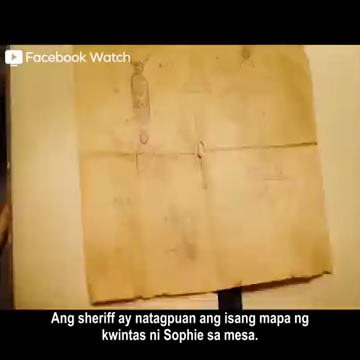 Facebook Watch
Ang sheriff ay natagpuan ang isang mapa ng
kwintas ni Sophie sa mesa.